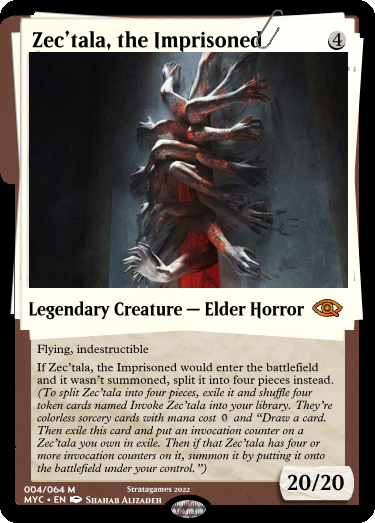 Zec'tala, the Imprisoned 4
Legendary Creature — Elder Horror
Flying, indestructible
If Zec'tala, the Imprisoned would enter the battlefield
and it wasn't summoned, split it into four pieces instead.
(To split Zec'tala into four pieces, exile it and shuffle four
token cards named Invoke Zec'tala into your library. They're
colorless sorcery cards with mana cost 0 and “Draw a card.
Then exile this card and put an invocation counter on a
Zec'tala you own in exile. Then if that Zec'tala has four or
more invocation counters on it, summon it by putting it onto
the battlefield under your control.”)
20/20
004/064 M Stratagames 2022
MYC • EN Shahab Alizadeh